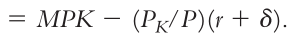 = MPK − (P_K/P)(r + δ).